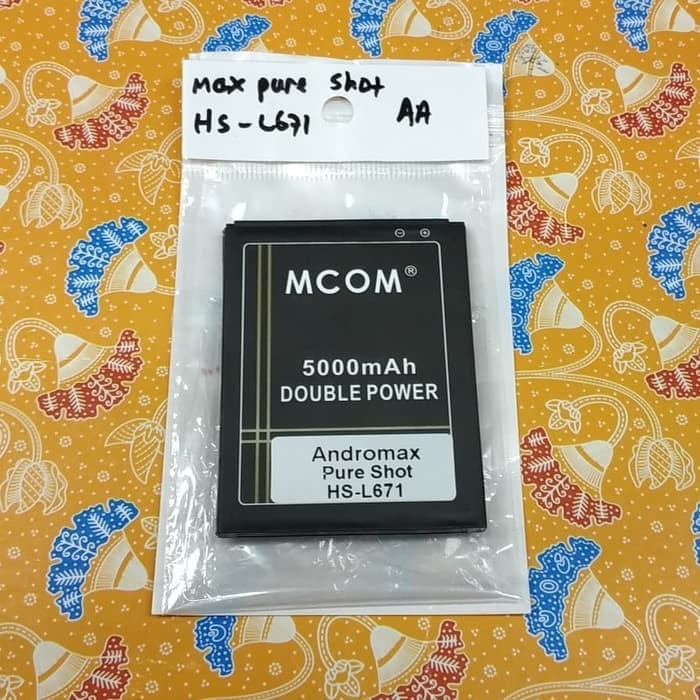 Max pure Shot
HS-L671 AA
MCOM®
5000mAh
DOUBLE POWER
Andromax
Pure Shot
HS-L671